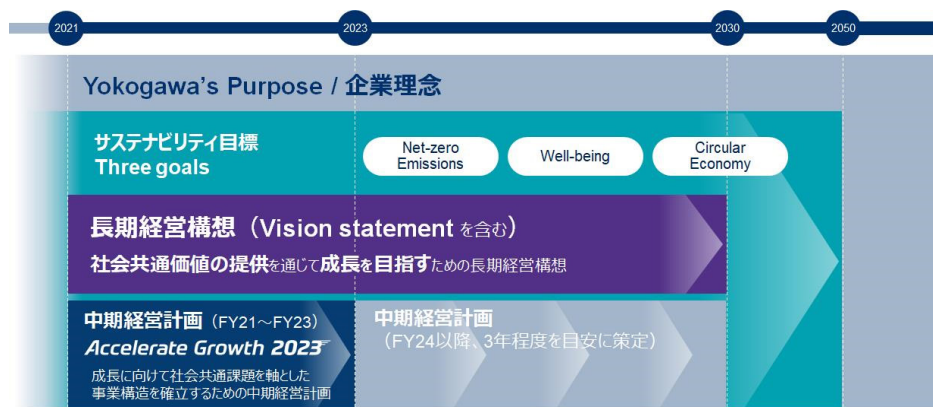 2021 2023 2030 2050
Yokogawa's Purpose / 企業理念
サステナビリティ目標
Three goals
Net-zero
Emissions
Well-being
Circular
Economy
長期経営構想（Vision statement を含む）
社会共通価値の提供を通じて成長を目指すための長期経営構想
中期経営計画（FY21～FY23）
Accelerate Growth 2023
成長に向けて社会共通課題を軸とした
事業構造を確立するための中期経営計画
中期経営計画
（FY24以降、3年程度を目安に策定）